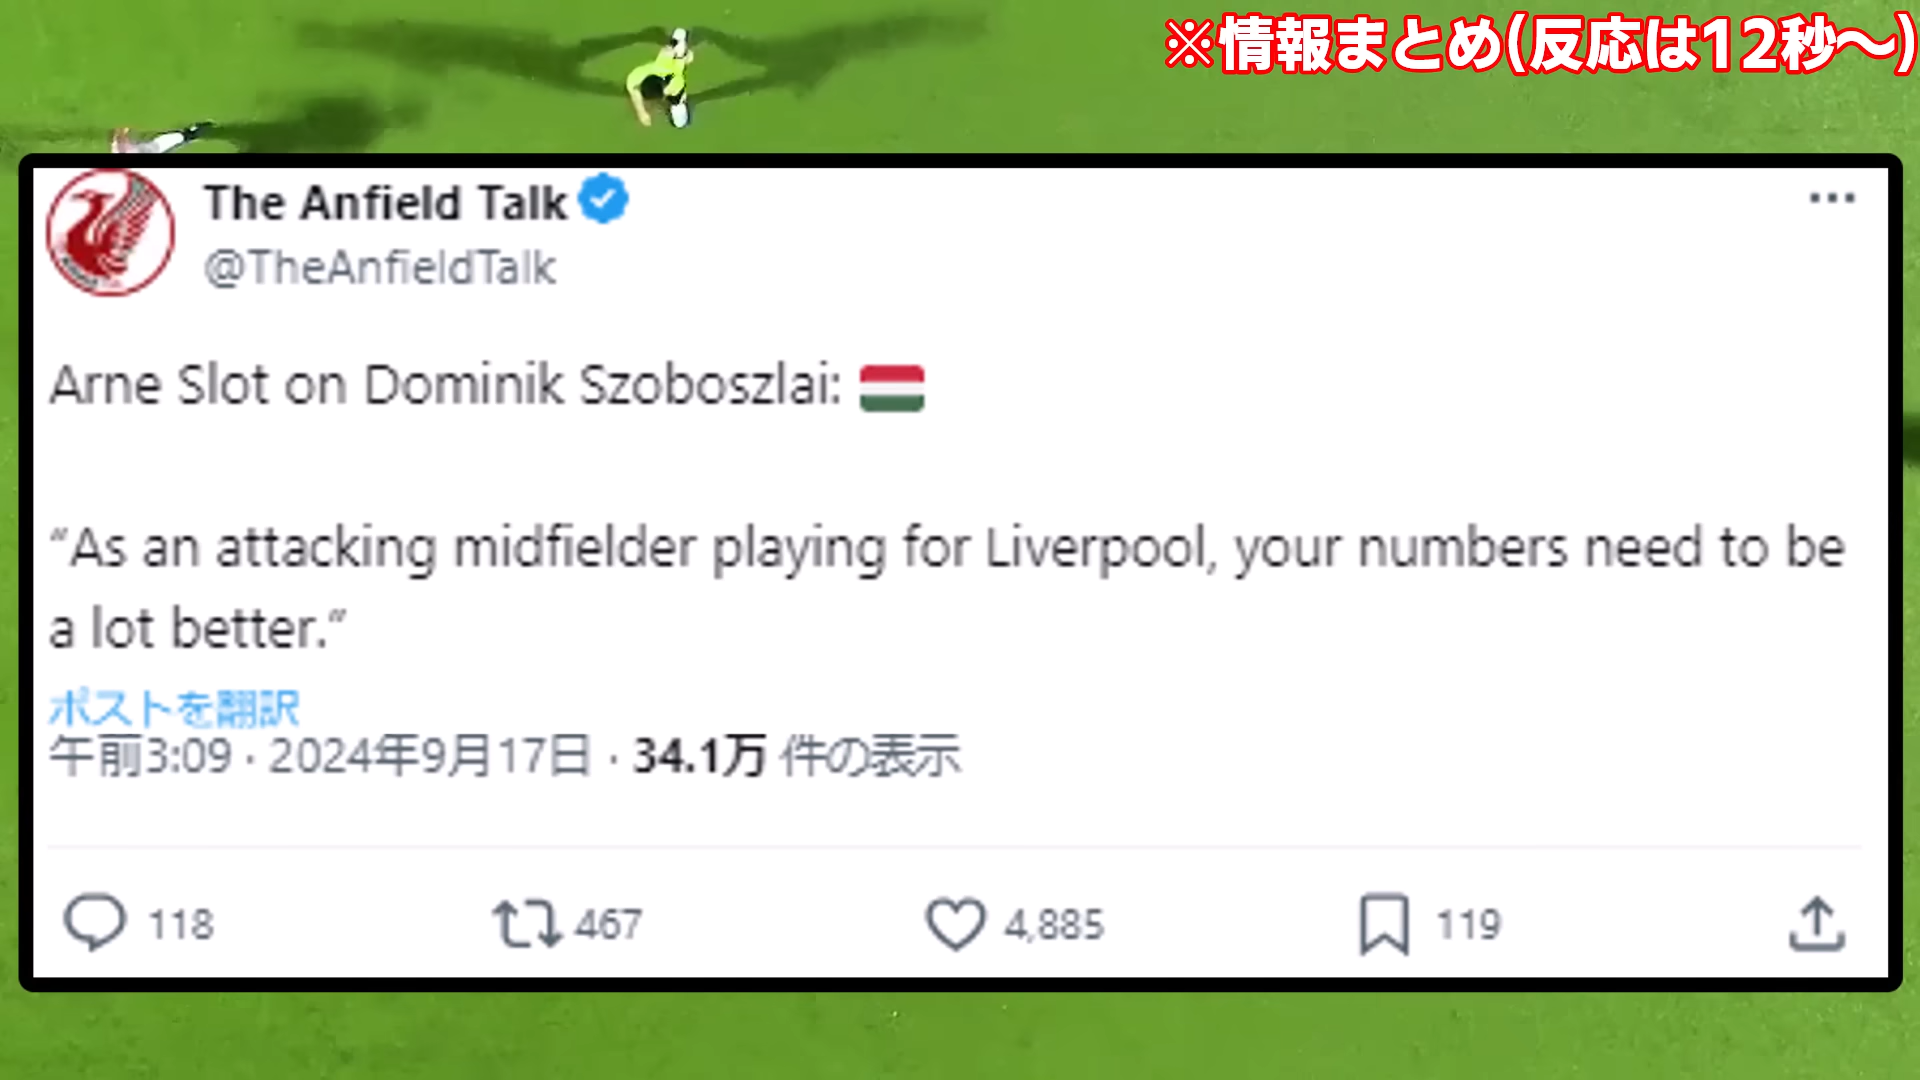 ※情報まとめ(反応は12秒～)
The Anfield Talk
@TheAnfieldTalk
Arne Slot on Dominik Szoboszlai:
“As an attacking midfielder playing for Liverpool, your numbers need to be
a lot better.”
ポストを翻訳
午前3:09 · 2024年9月17日 · 34.1万 件の表示
118 467 4,885 119